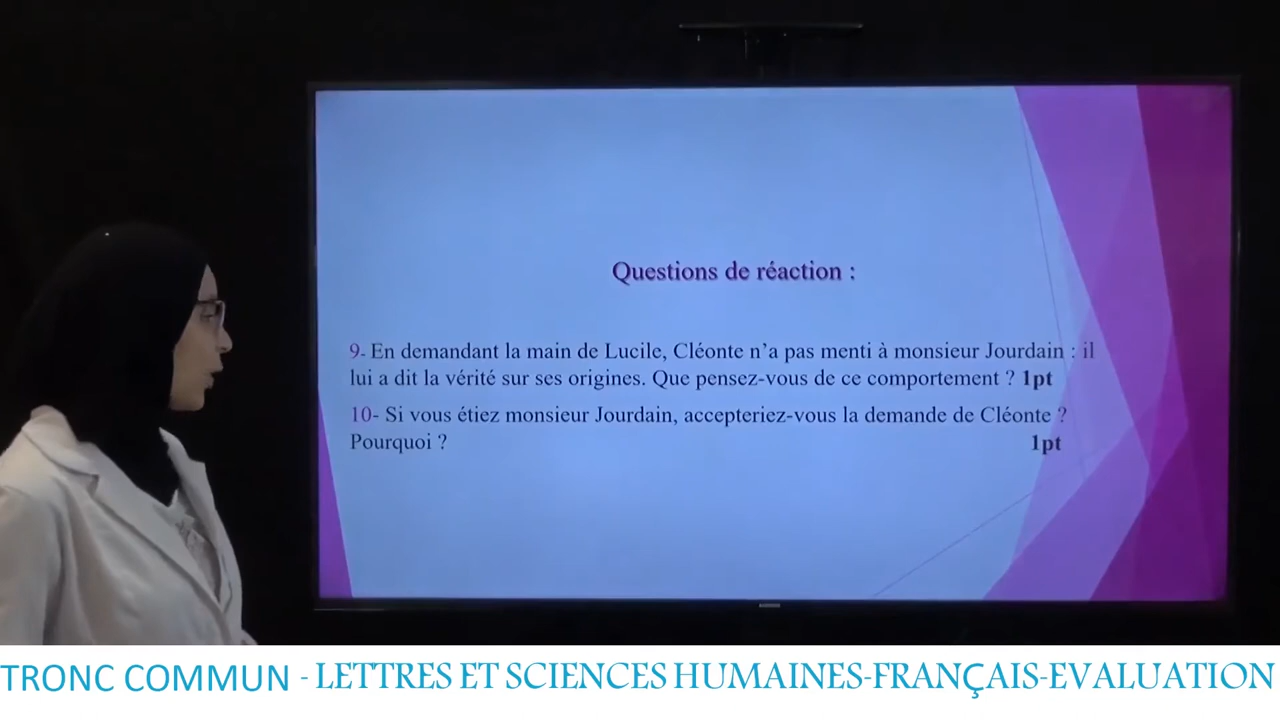 Questions de réaction :
9- En demandant la main de Lucile, Cléonte n'a pas menti à monsieur Jourdain : il
lui a dit la vérité sur ses origines. Que pensez-vous de ce comportement ? 1pt
10- Si vous étiez monsieur Jourdain, accepteriez-vous la demande de Cléonte ?
Pourquoi ? 1pt
TRONC COMMUN - LETTRES ET SCIENCES HUMAINES-FRANÇAIS-EVALUATION